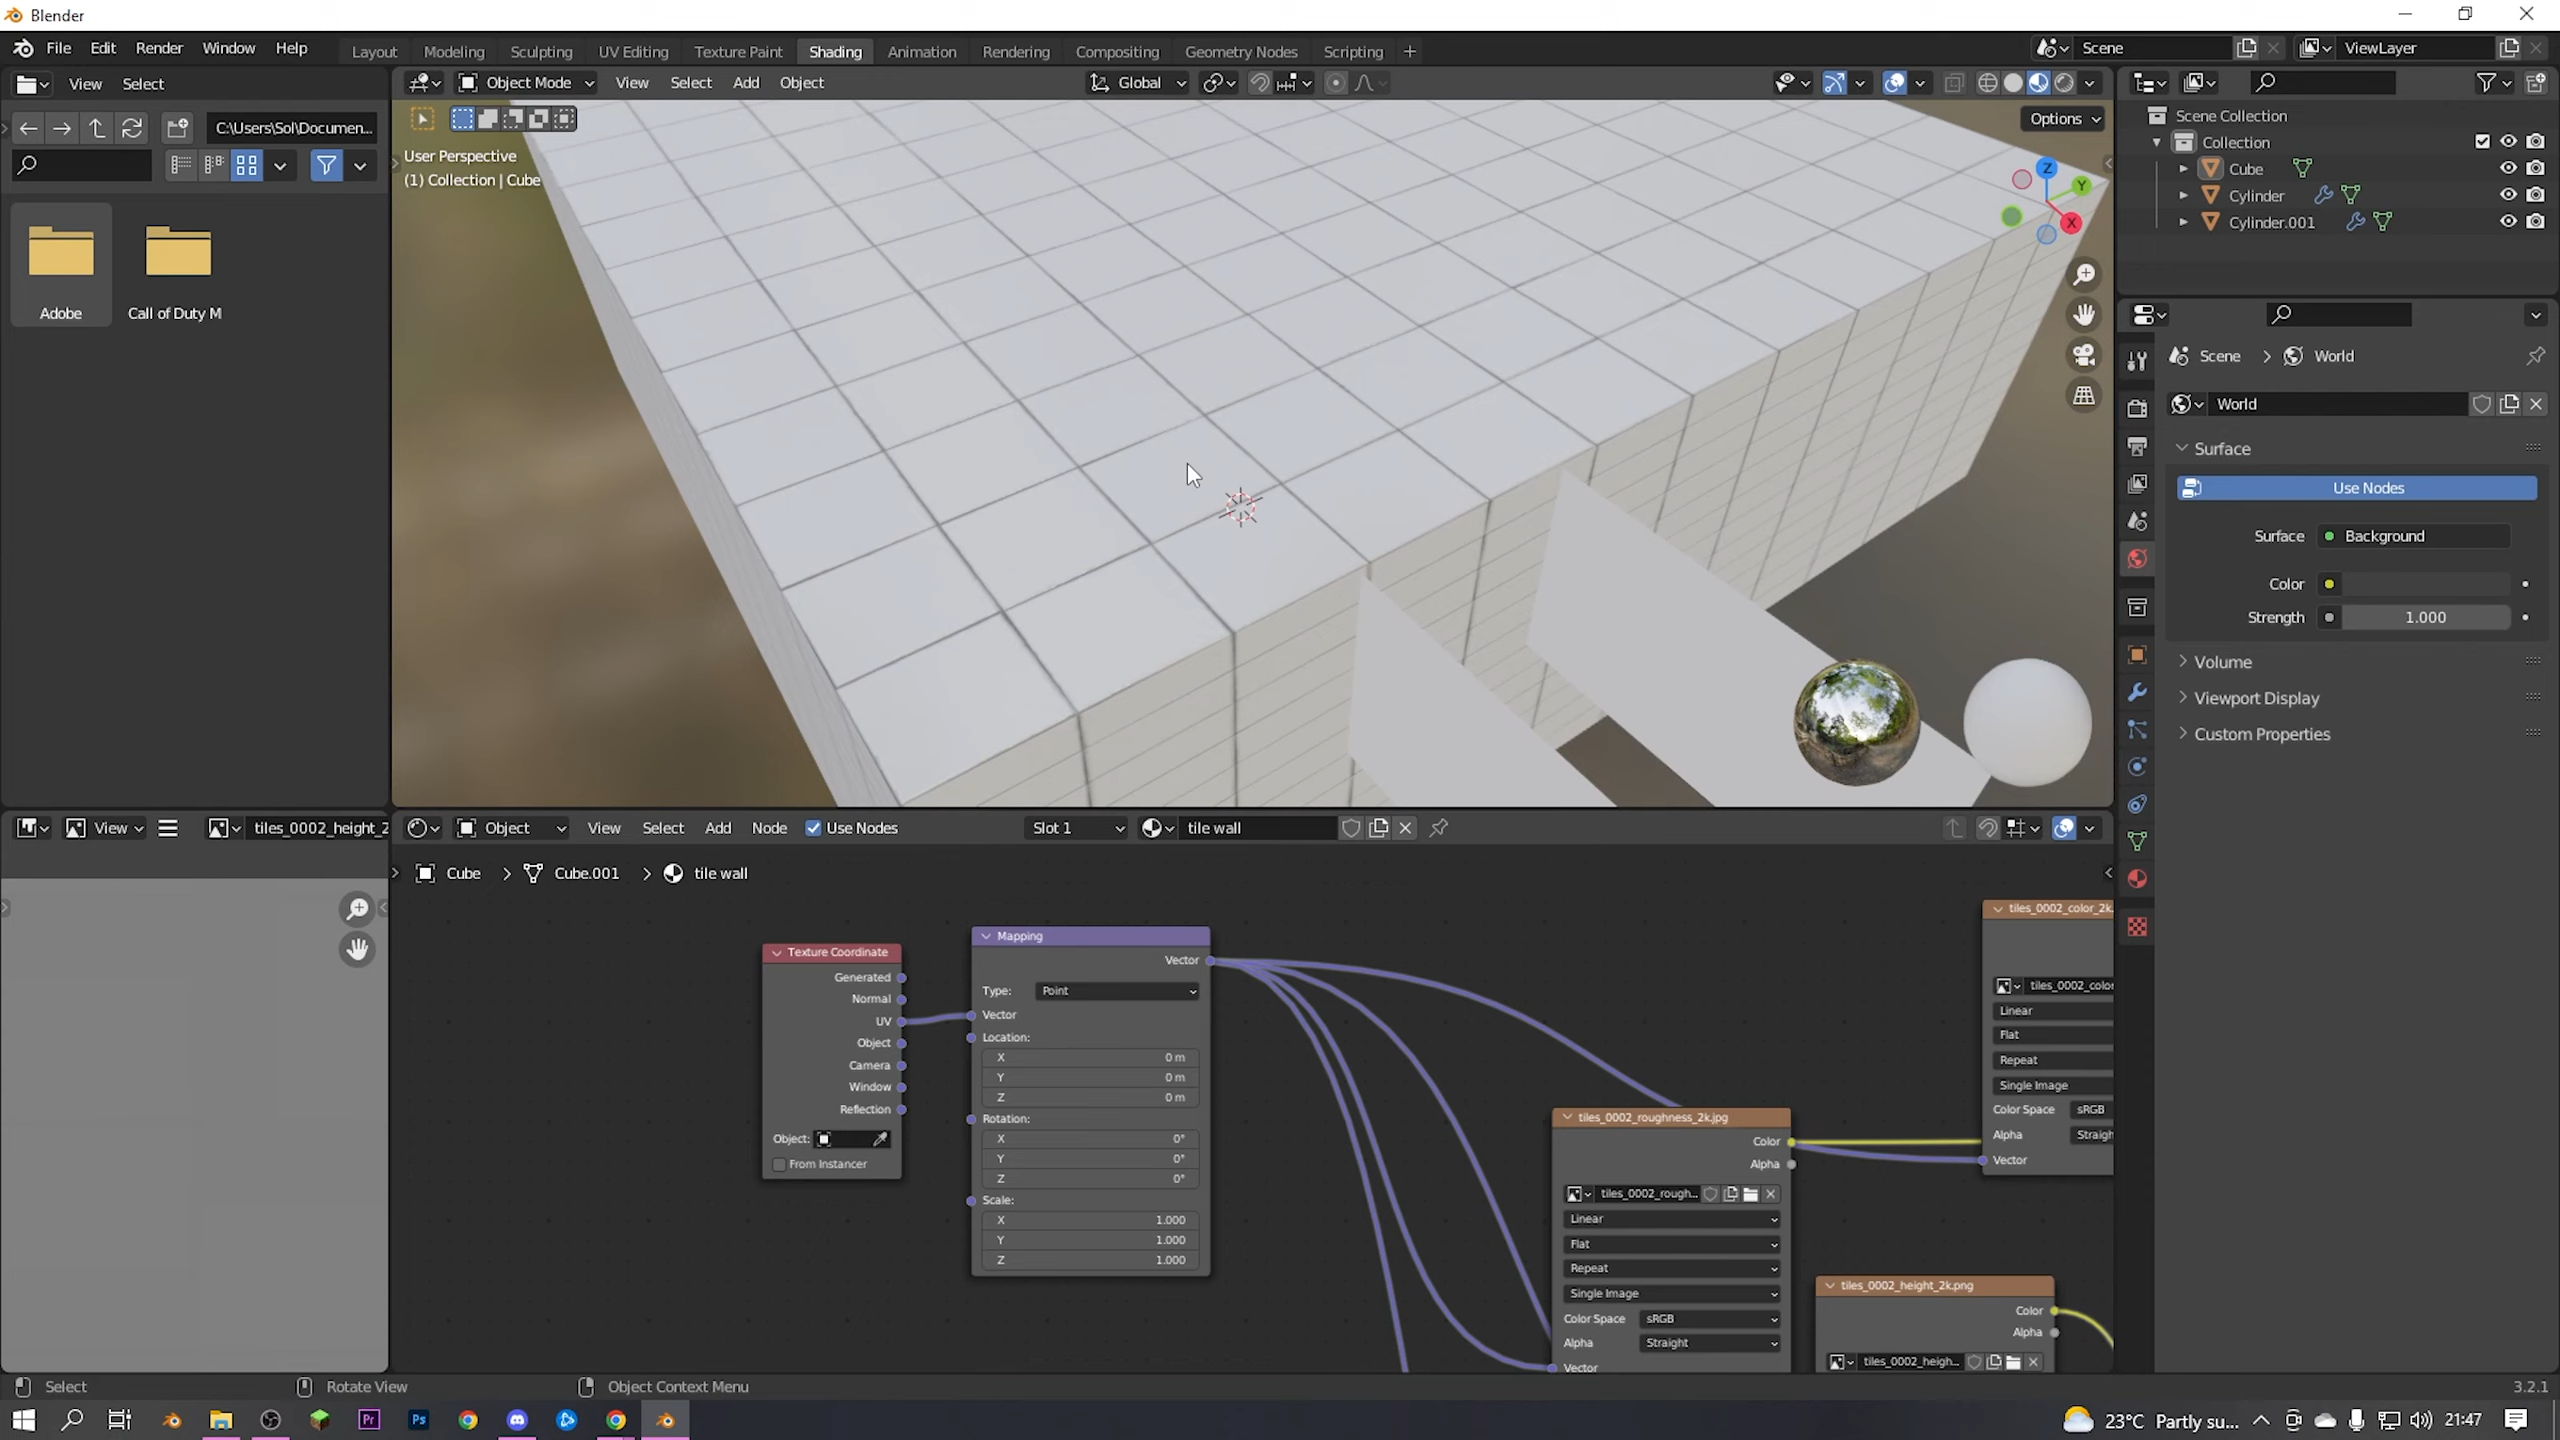 Blender
File Edit Render Window Help
Layout Modeling Sculpting UV Editing Texture Paint Shading Animation Rendering Compositing Geometry Nodes Scripting
Scene
ViewLayer
View Select
Object Mode View Select Add Object
Global
C:\Users\Sol\Documen...
Options
User Perspective
(1) Collection | Cube
Z
Y
X
Adobe
Call of Duty M
Scene Collection
Collection
Cube
Cylinder
Cylinder.001
Scene World
World
Surface
Use Nodes
Surface Background
Color
Strength 1.000
Volume
Viewport Display
Custom Properties
View
tiles_0002_height_2
Object View Select Add Node Use Nodes
Slot 1
tile wall
Cube Cube.001 tile wall
Texture Coordinate
Generated
Normal
UV
Object
Camera
Window
Reflection
Object:
From Instancer
Mapping
Vector
Type: Point
Vector
Location:
X 0 m
Y 0 m
Z 0 m
Rotation:
X 0°
Y 0°
Z 0°
Scale:
X 1.000
Y 1.000
Z 1.000
tiles_0002_roughness_2k.jpg
Color
Alpha
tiles_0002_rough...
Linear
Flat
Repeat
Single Image
Color Space sRGB
Alpha Straight
Vector
tiles_0002_color_2k.
tiles_0002_color
Linear
Flat
Repeat
Single Image
Color Space sRGB
Alpha Straigh
Vector
tiles_0002_height_2k.png
Color
Alpha
tiles_0002_heigh...
Select
Rotate View
Object Context Menu
3.2.1
Pr
Ps
23°C Partly su...
21:47